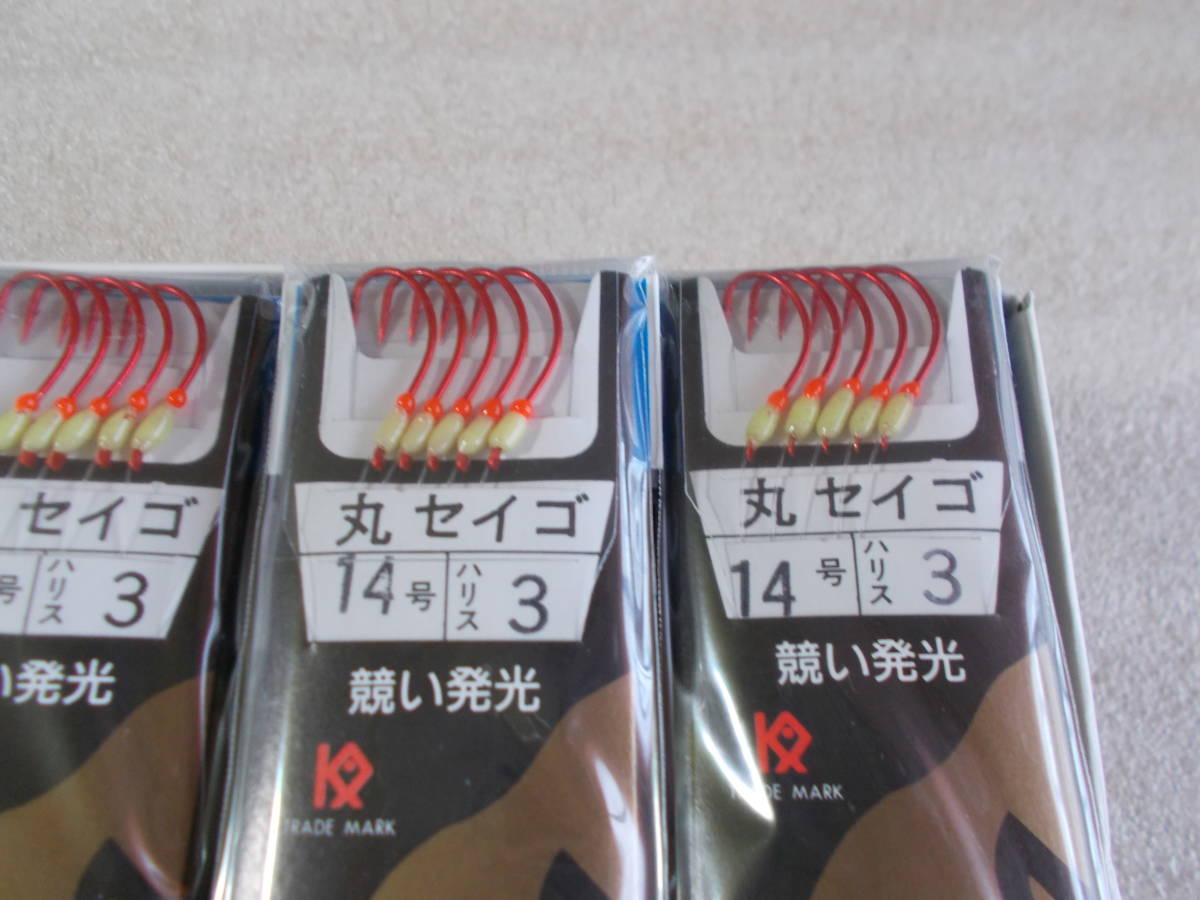 セイゴ
号 ハリス 3
い発光
丸 セイゴ
14 号 ハリス 3
競い発光
TRADE MARK
丸 セイゴ
14 号 ハリス 3
競い発光
TRADE MARK